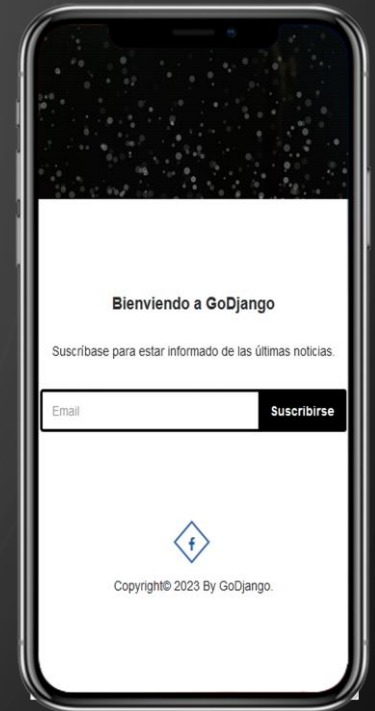 Bienviendo a GoDjango
Suscríbase para estar informado de las últimas noticias.
Email
Suscribirse
f
Copyright© 2023 By GoDjango.